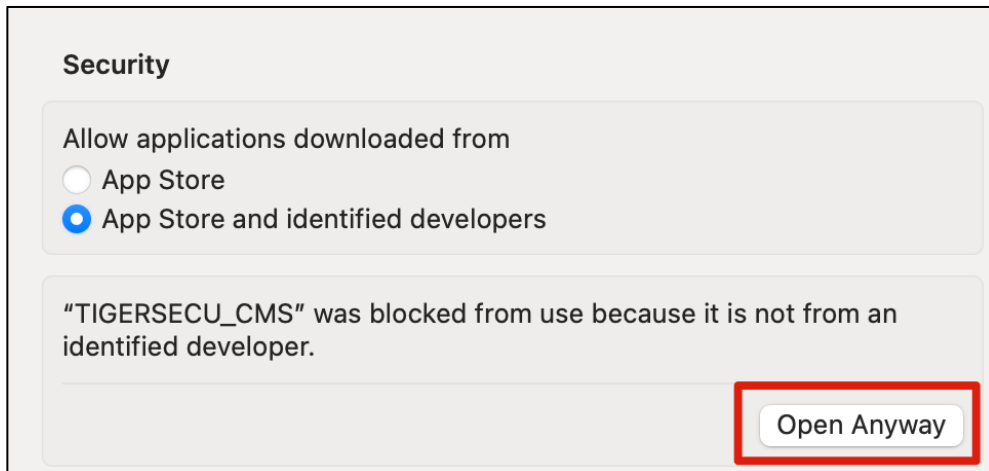 Security
Allow applications downloaded from
App Store
App Store and identified developers
“TIGERSECU_CMS” was blocked from use because it is not from an
identified developer.
Open Anyway